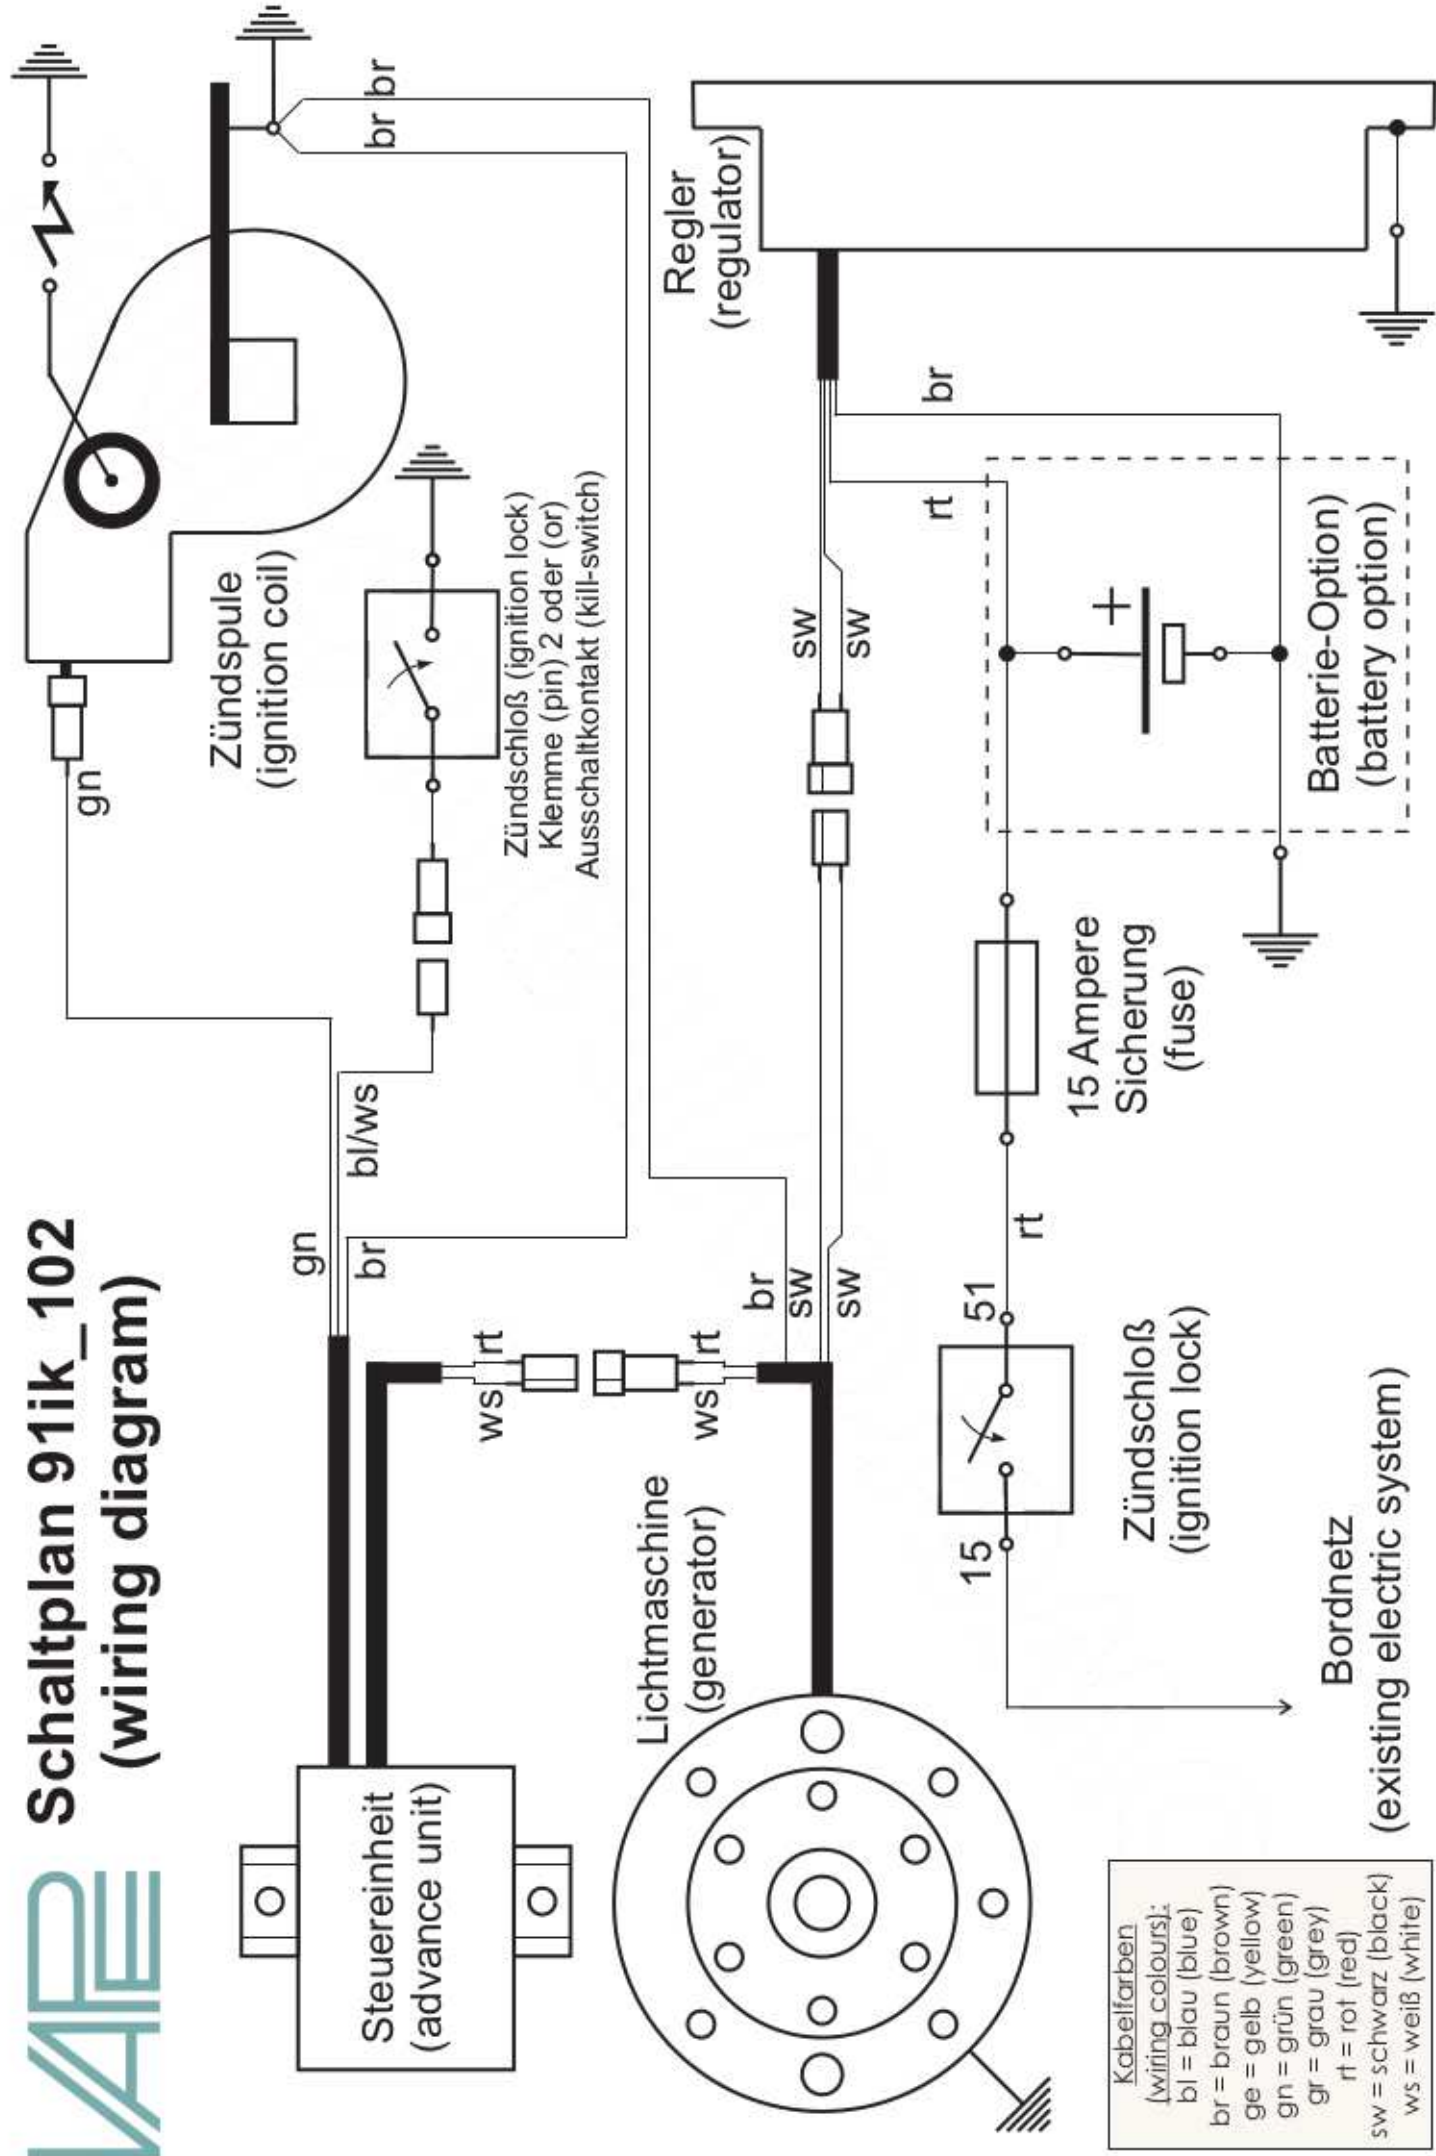 VAPE
Schaltplan 91ik_102
(wiring diagram)
Steuereinheit
(advance unit)
gn
bl/ws
br
gn
Zündspule
(ignition coil)
br
br
Zündschloß (ignition lock)
Klemme (pin) 2 oder (or)
Ausschaltkontakt (kill-switch)
ws
rt
ws
rt
Lichtmaschine
(generator)
br
sw
sw
sw
sw
Regler
(regulator)
rt
br
15
51
Zündschloß
(ignition lock)
rt
15 Ampere
Sicherung
(fuse)
+
Batterie-Option)
(battery option)
Bordnetz
(existing electric system)
Kabelfarben
(wiring colours):
bl = blau (blue)
br = braun (brown)
ge = gelb (yellow)
gn = grün (green)
gr = grau (grey)
rt = rot (red)
sw = schwarz (black)
ws = weiß (white)